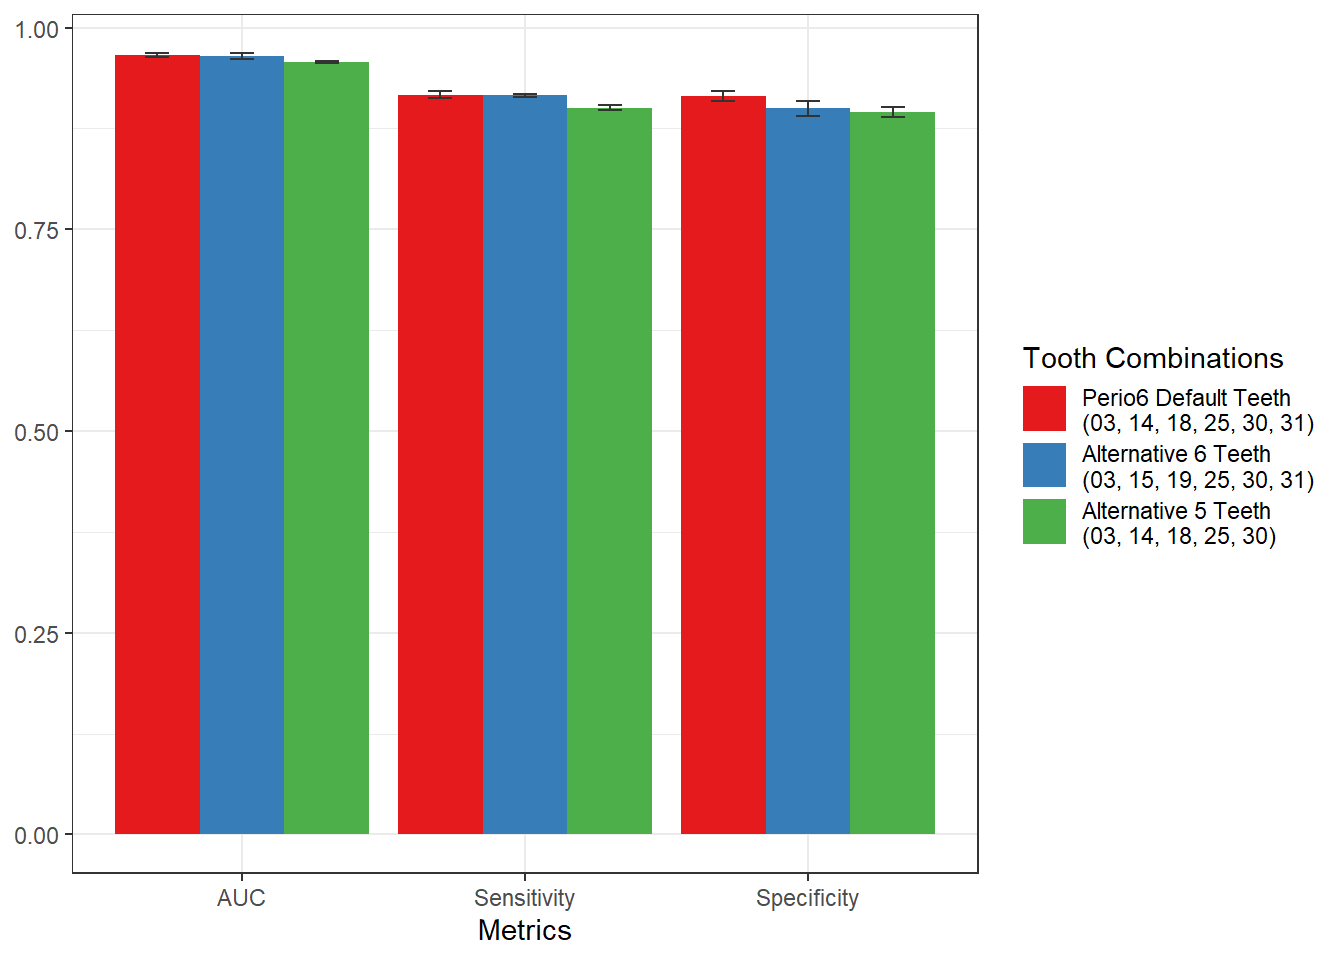 1.00
0.75
0.50
0.25
0.00
AUC
Sensitivity
Specificity
Metrics
Tooth Combinations
Perio6 Default Teeth
(03, 14, 18, 25, 30, 31)
Alternative 6 Teeth
(03, 15, 19, 25, 30, 31)
Alternative 5 Teeth
(03, 14, 18, 25, 30)